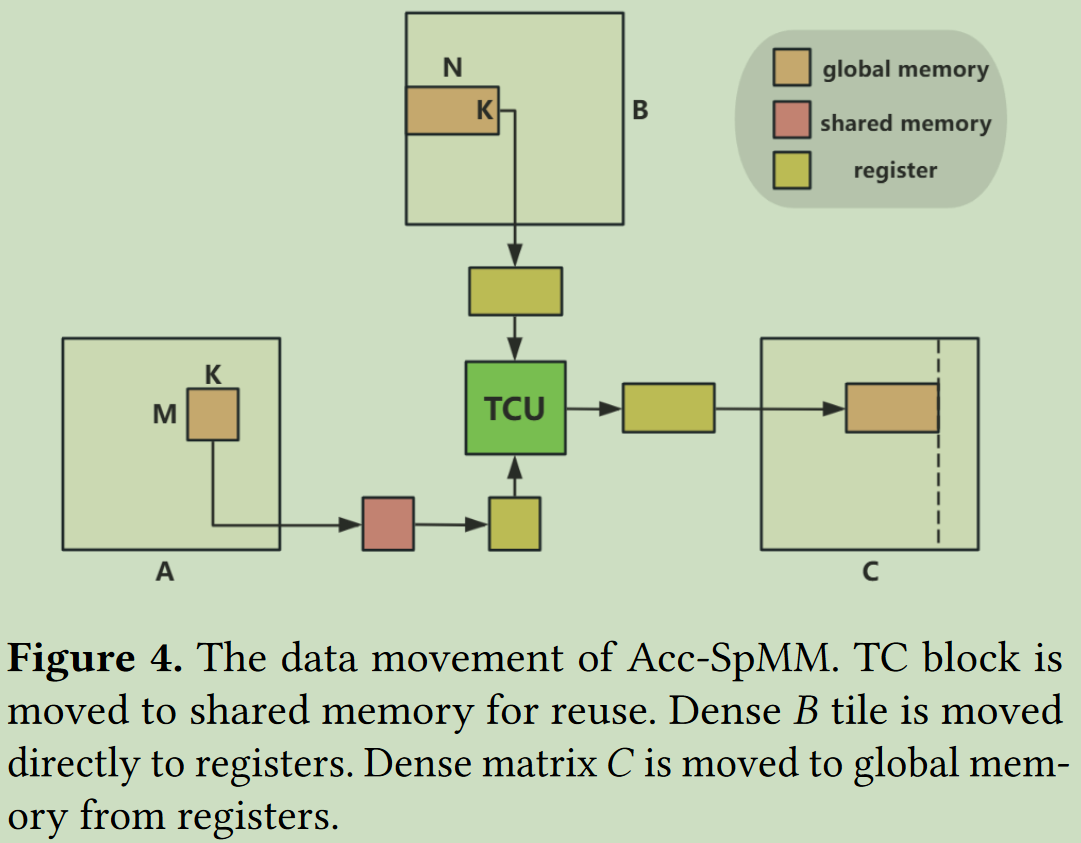 N
K
B
global memory
shared memory
register
K
M
TCU
A
C
Figure 4. The data movement of Acc-SpMM. TC block is
moved to shared memory for reuse. Dense B tile is moved
directly to registers. Dense matrix C is moved to global mem-
ory from registers.